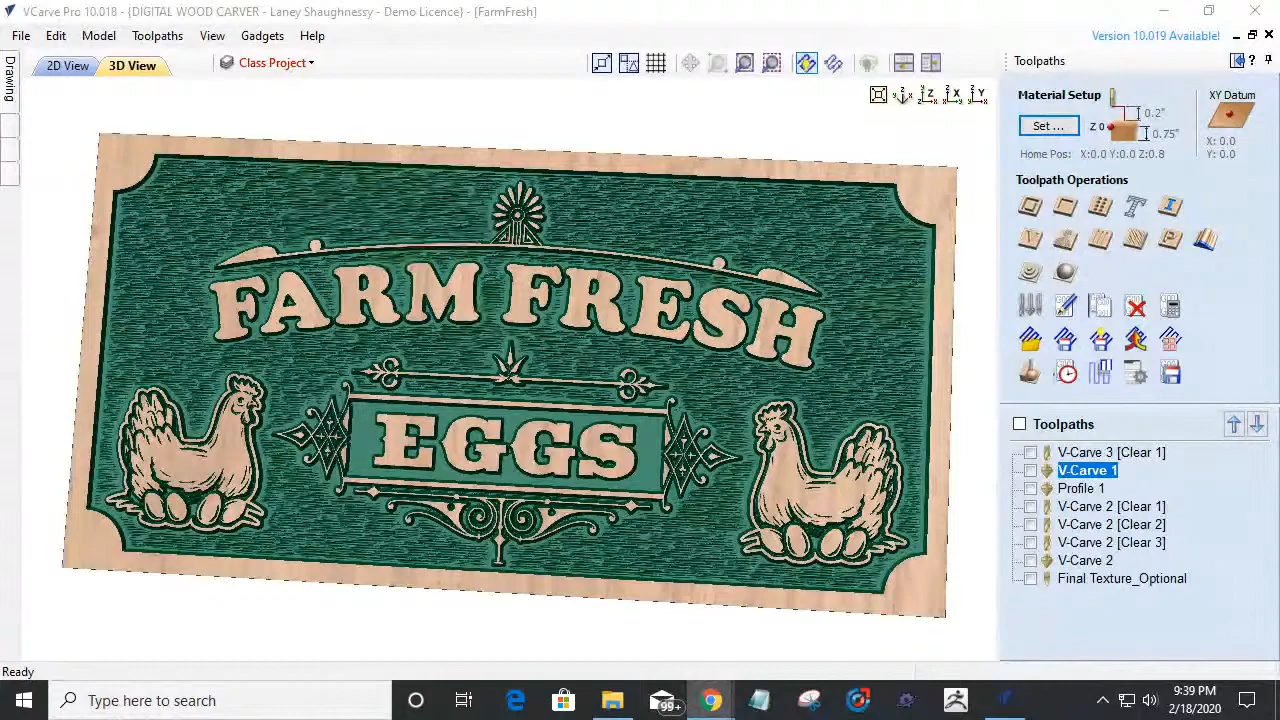 VCarve Pro 10.018 - {DIGITAL WOOD CARVER - Laney Shaughnessy - Demo Licence} - [FarmFresh]
File Edit Model Toolpaths View Gadgets Help
Version 10.019 Available!
Drawing
2D View
3D View
Class Project
Z
X
Y
FARM FRESH
EGGS
Toolpaths
Material Setup
Set ...
Z 0
0.2"
0.75"
XY Datum
X: 0.0
Y: 0.0
Home Pos: X:0.0 Y:0.0 Z:0.8
Toolpath Operations
Toolpaths
V-Carve 3 [Clear 1]
V-Carve 1
Profile 1
V-Carve 2 [Clear 1]
V-Carve 2 [Clear 2]
V-Carve 2 [Clear 3]
V-Carve 2
Final Texture_Optional
Ready
Type here to search
99+
9:39 PM
2/18/2020